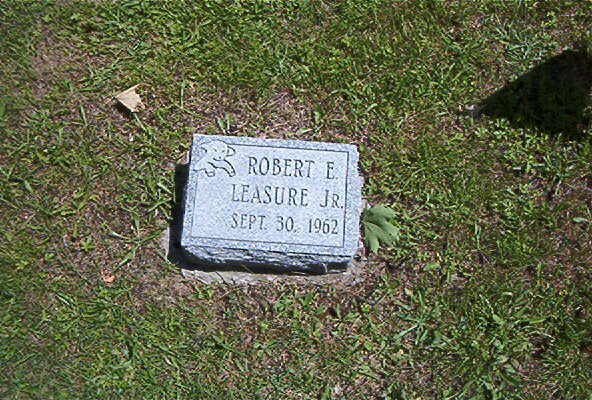 ROBERT E.
LEASURE JR.
SEPT. 30, 1962